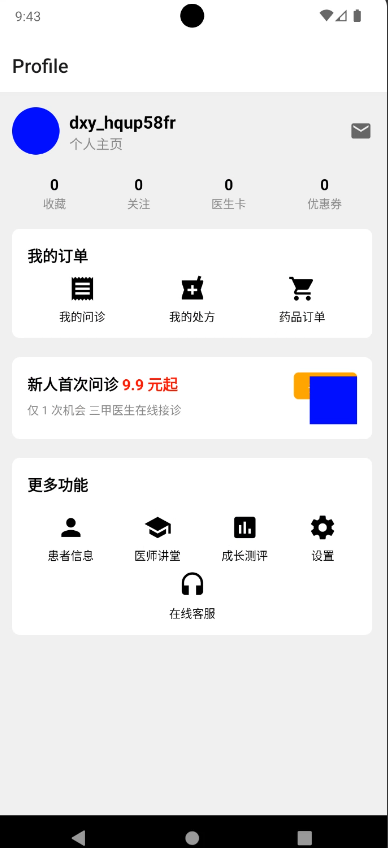 9:43
Profile
dxy_hqup58fr
个人主页
0 0 0 0
收藏 关注 医生卡 优惠券
我的订单
我的问诊 我的处方 药品订单
新人首次问诊 9.9 元起
仅 1 次机会 三甲医生在线接诊
更多功能
患者信息 医师讲堂 成长测评 设置
在线客服